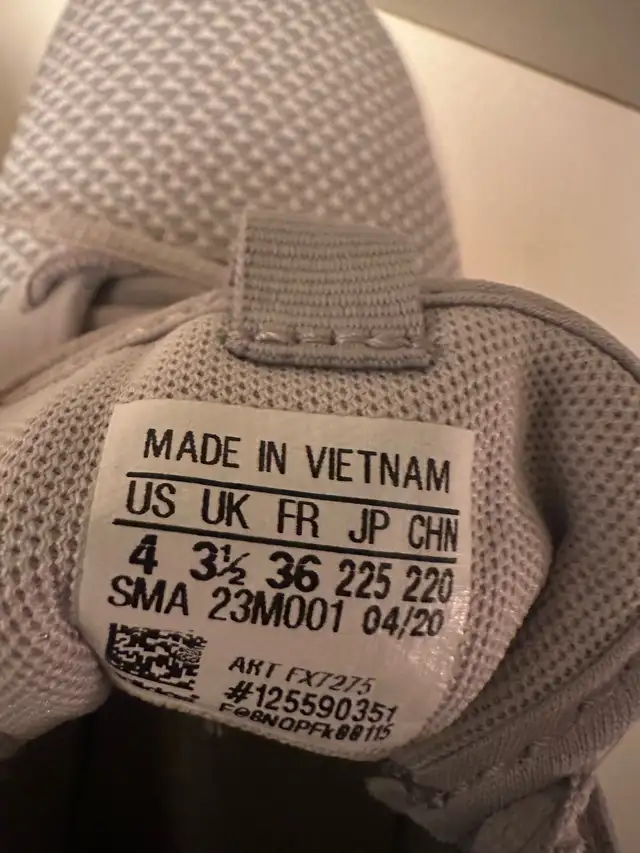 MADE IN VIETNAM
US UK FR JP CHN
4 3½ 36 225 220
SMA 23M001 04/20
ART FX7275
#125590351